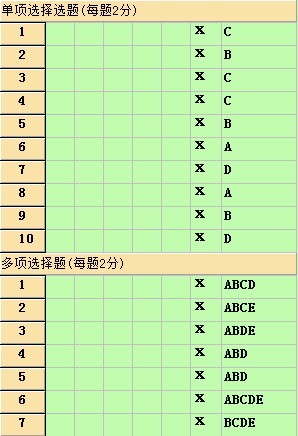 单项选择选题(每题2分)
1 x C
2 x B
3 x C
4 x C
5 x B
6 x A
7 x D
8 x A
9 x B
10 x D
多项选择题(每题2分)
1 x ABCD
2 x ABCE
3 x ABDE
4 x ABD
5 x ABD
6 x ABCDE
7 x BCDE